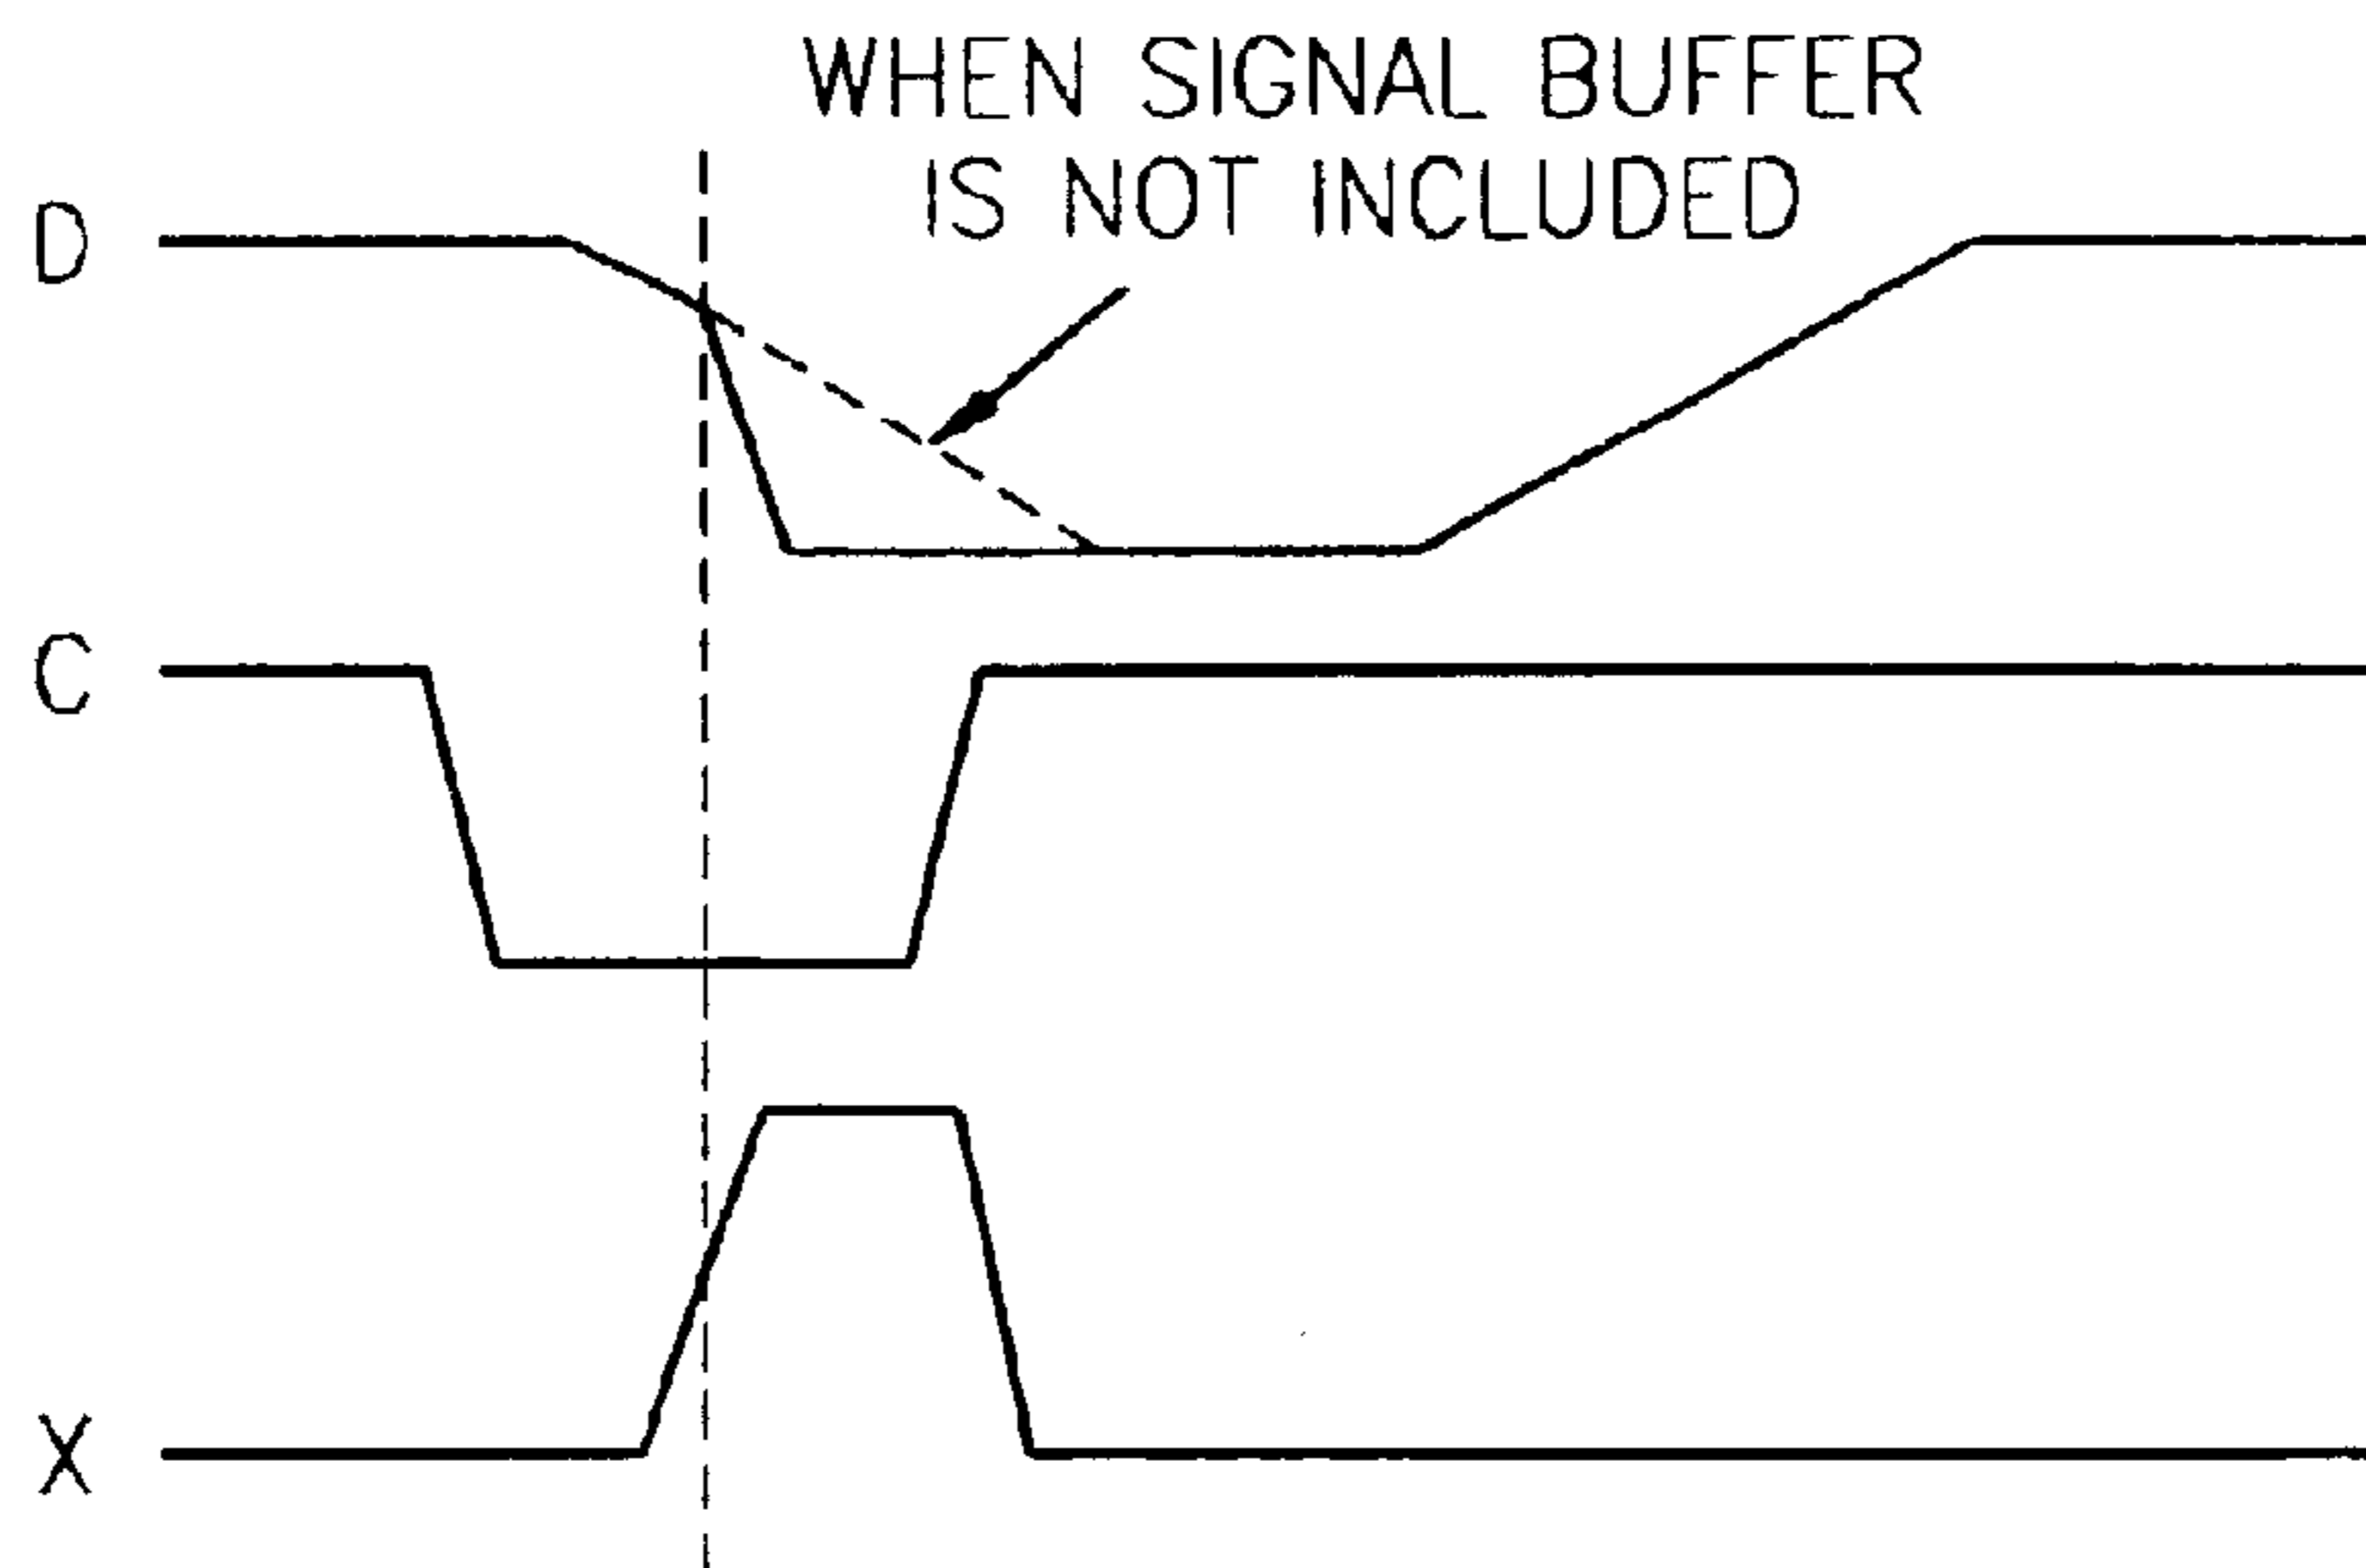 WHEN SIGNAL BUFFER
IS NOT INCLUDED
D
C
X